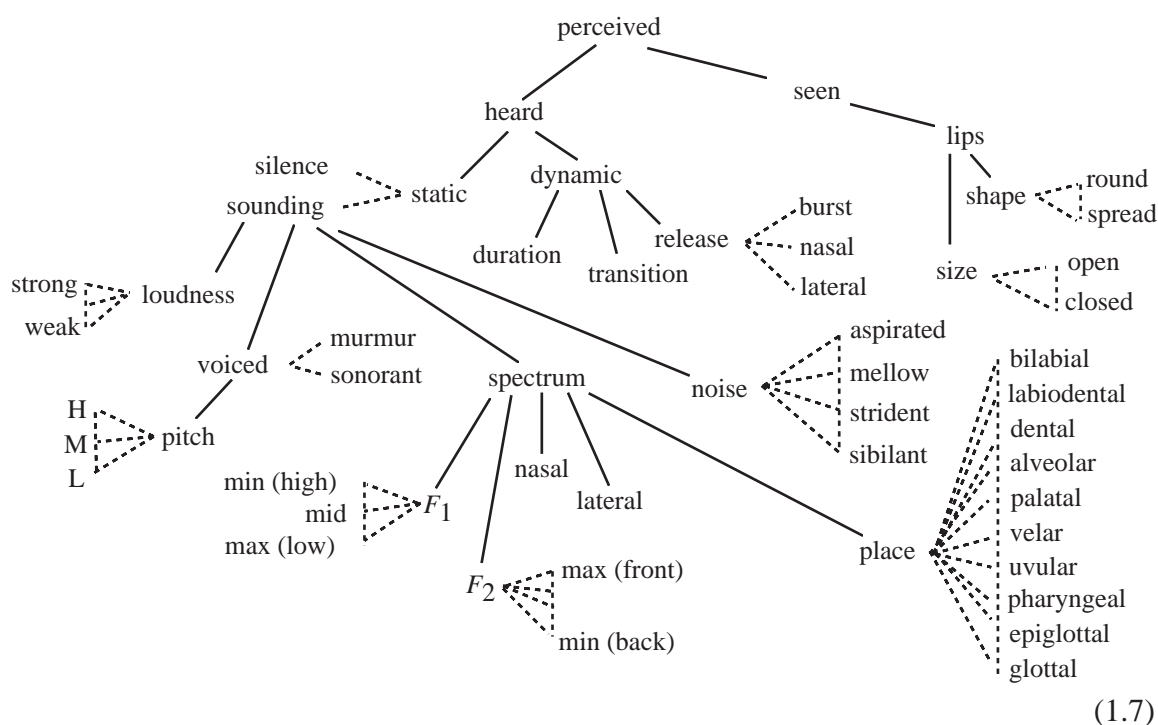 perceived
seen
heard
lips
silence
dynamic
static
shape
round
sounding
spread
burst
release
nasal
duration
transition
size
open
lateral
closed
strong
loudness
weak
aspirated
murmur
voiced
sonorant
spectrum
noise
mellow
strident
sibilant
bilabial
labiodental
dental
alveolar
palatal
velar
uvular
pharyngeal
epiglottal
glottal
H
M
L
pitch
nasal
lateral
min (high)
mid
max (low)
F1
place
F2
max (front)
min (back)
(1.7)